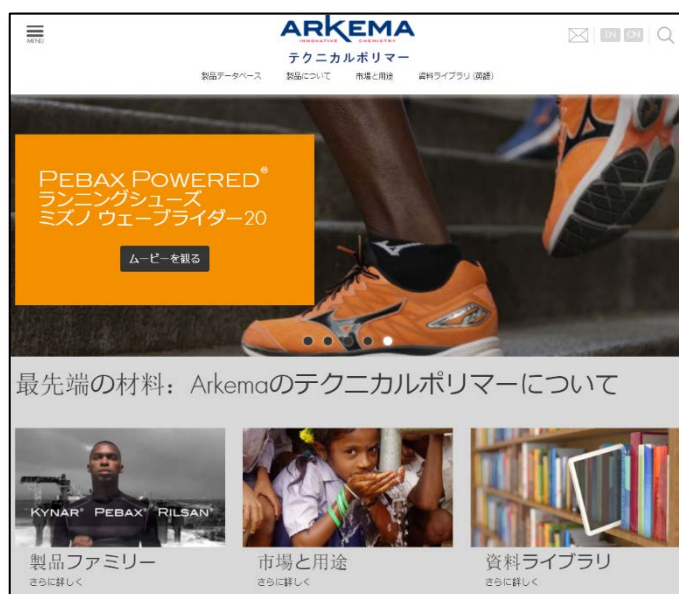 MENU
ARKEMA
INNOVATIVE CHEMISTRY
EN CN
テクニカルポリマー
製品データベース 製品について 市場と用途 資料ライブラリ (英語)
PEBAX POWERED®
ランニングシューズ
ミズノ ウェーブライダー20
ムービーを観る
最先端の材料：Arkemaのテクニカルポリマーについて
KYNAR® PEBAX® RILSAN®
製品ファミリー
さらに詳しく
市場と用途
さらに詳しく
資料ライブラリ
さらに詳しく